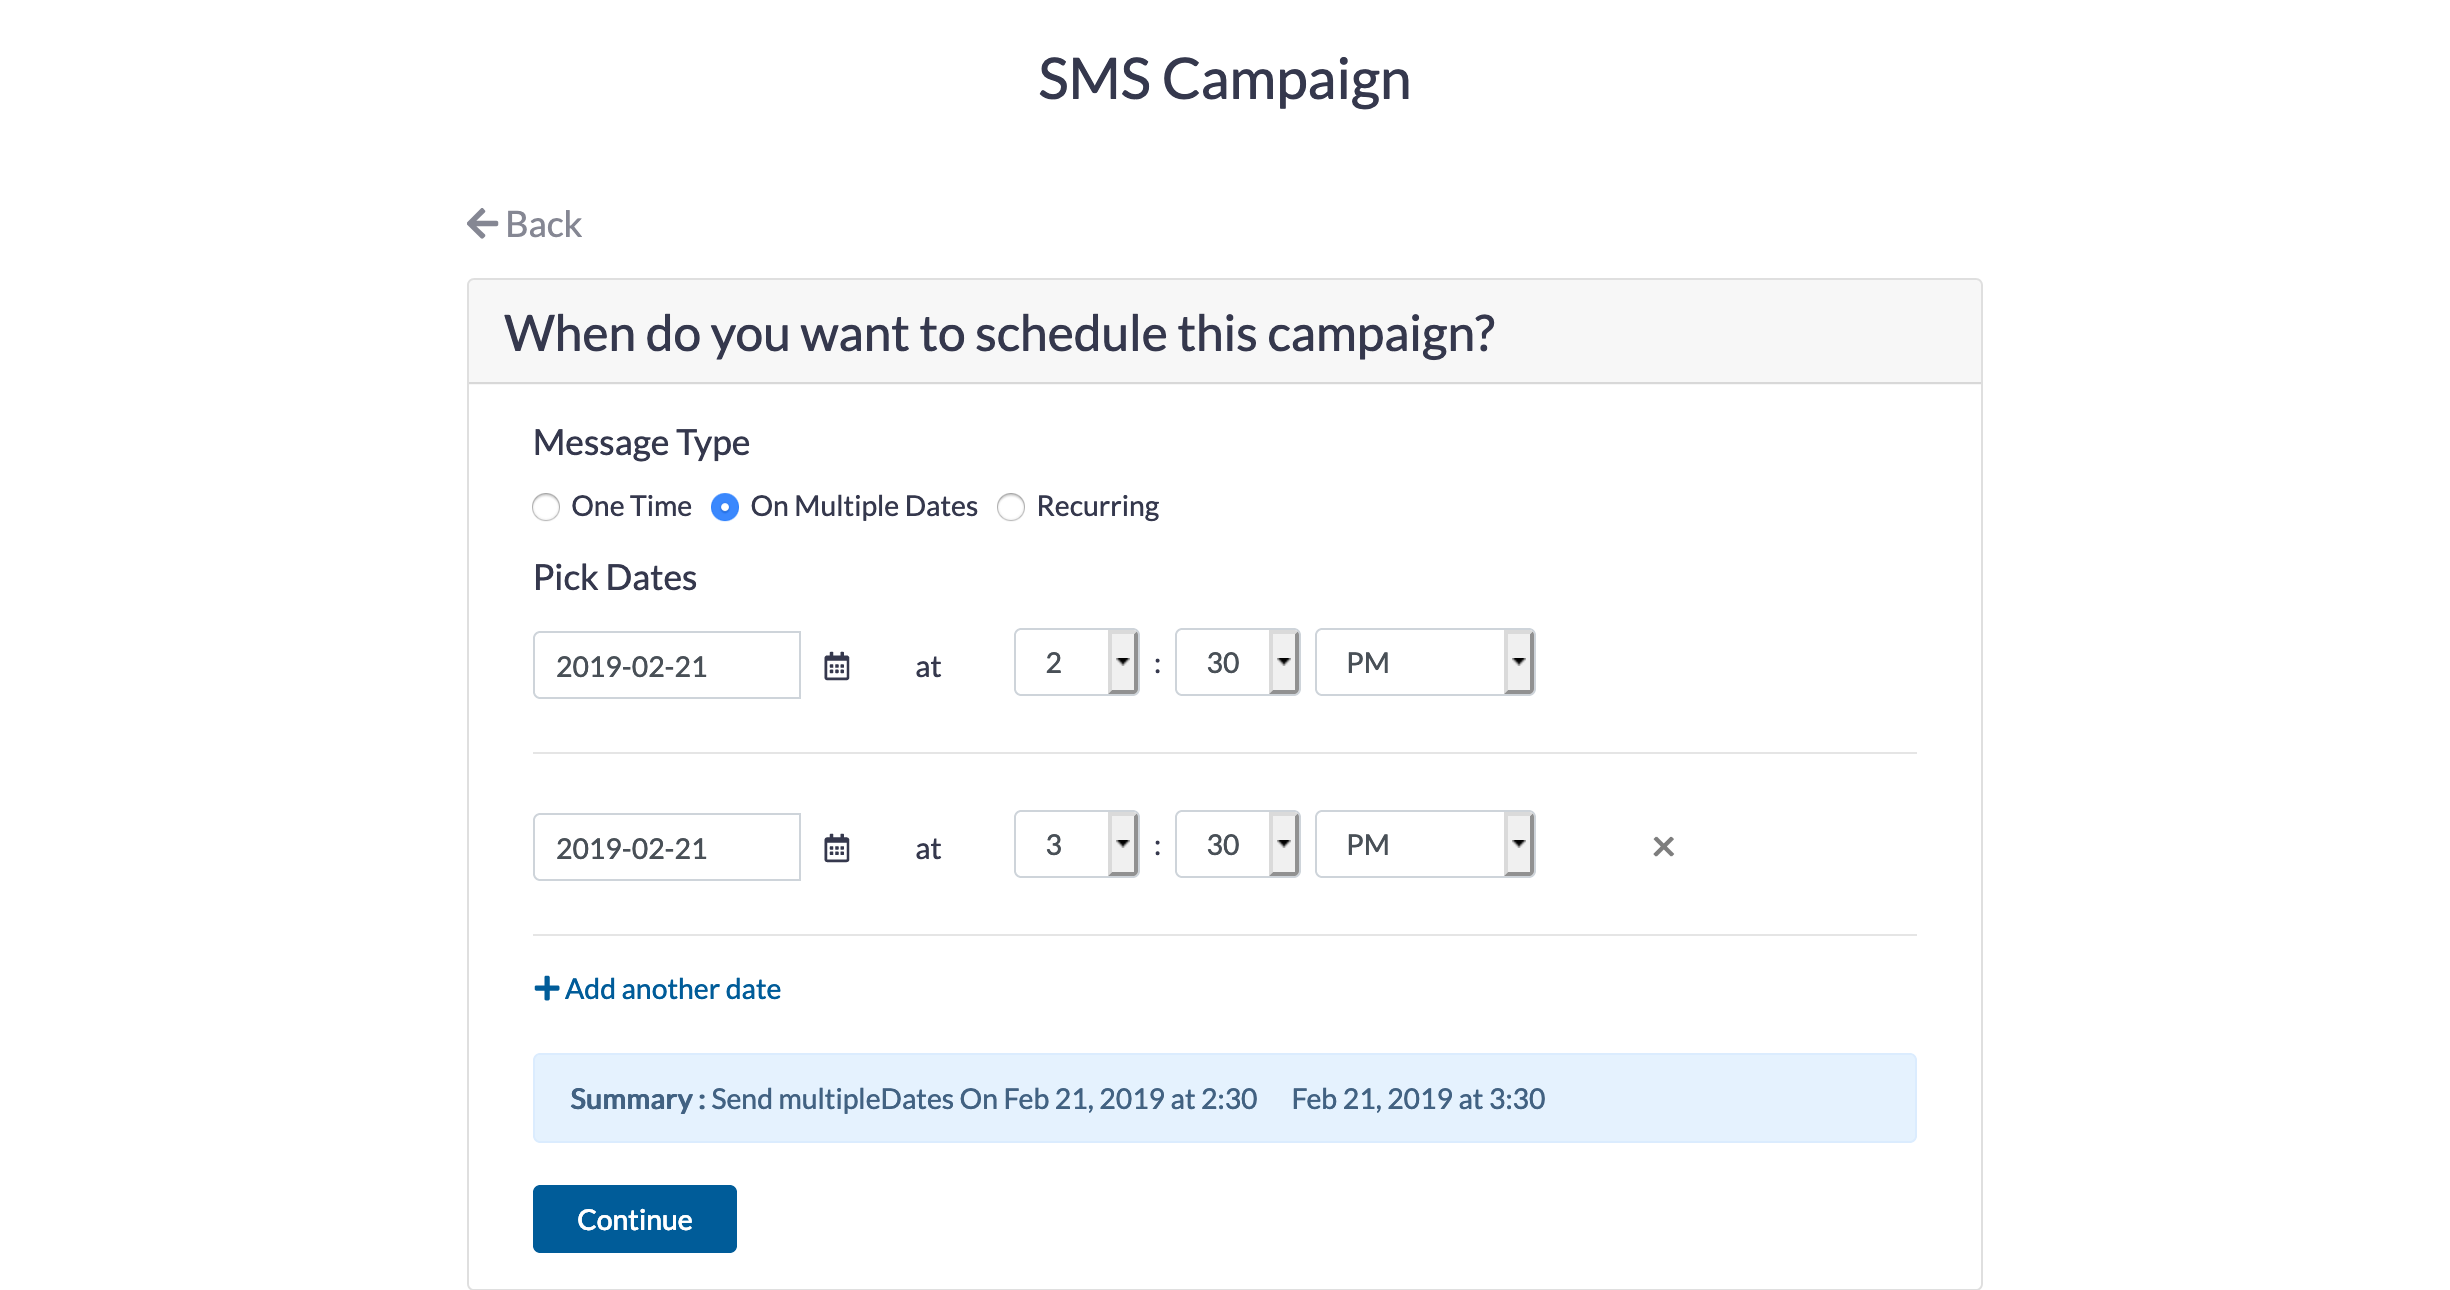 SMS Campaign
Back
When do you want to schedule this campaign?
Message Type
One Time On Multiple Dates Recurring
Pick Dates
2019-02-21 at 2 : 30 PM
2019-02-21 at 3 : 30 PM
Add another date
Summary : Send multipleDates On Feb 21, 2019 at 2:30 Feb 21, 2019 at 3:30
Continue